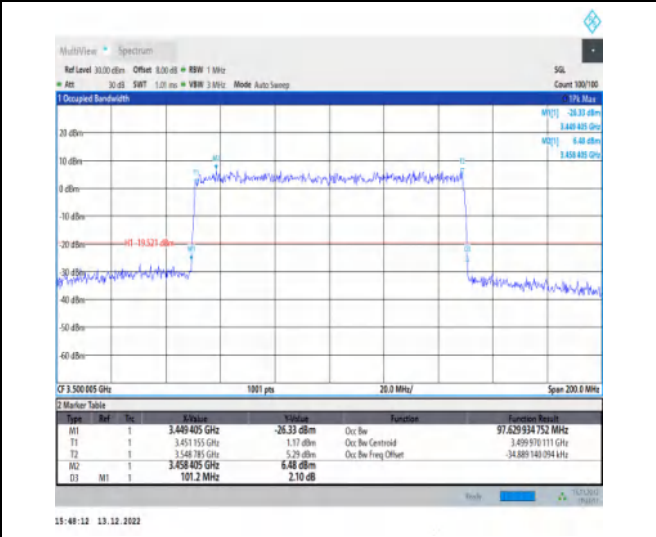 MultiView Spectrum
Ref Level 30.00 dBm Offset 8.00 dB RBW 1 MHz SGL
Att 30 dB SWT 1.01 ms VBW 3 MHz Mode Auto Sweep Count 100/100
1 Occupied Bandwidth 1Pk Max
M1[1] -26.33 dBm
3.449 405 GHz
M2[1] 6.48 dBm
3.458 405 GHz
20 dBm
10 dBm
M2
T1
T2
0 dBm
-10 dBm
-20 dBm
H1 -19.521 dBm
M1
D3
-30 dBm
-40 dBm
-50 dBm
-60 dBm
CF 3.500 005 GHz 1001 pts 20.0 MHz/ Span 200.0 MHz
2 Marker Table
Type Ref Trc X-Value Y-Value Function Function Result
M1 1 3.449 405 GHz -26.33 dBm Occ Bw 97.629 934 752 MHz
T1 1 3.451 155 GHz 1.17 dBm Occ Bw Centroid 3.499 970 111 GHz
T2 1 3.548 785 GHz 5.29 dBm Occ Bw Freq Offset -34.889 140 094 kHz
M2 1 3.458 405 GHz 6.48 dBm
D3 M1 1 101.2 MHz 2.10 dB
Ready
15:48:12 13.12.2022